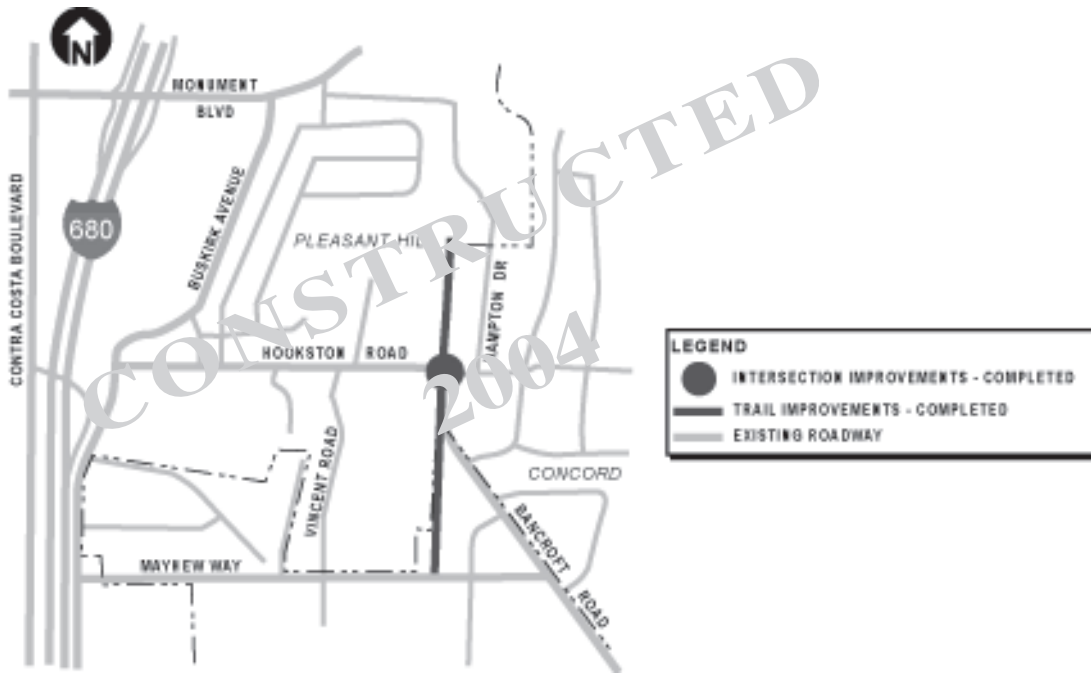 N
MONUMENT
BLVD
CONTRA COSTA BOULEVARD
680
BUSKIRK AVENUE
PLEASANT HILL
HAMPTON DR
HOOKSTON ROAD
CONSTRUCTED
2004
VINCENT ROAD
CONCORD
BANCROFT ROAD
MAYHEW WAY
LEGEND
INTERSECTION IMPROVEMENTS - COMPLETED
TRAIL IMPROVEMENTS - COMPLETED
EXISTING ROADWAY